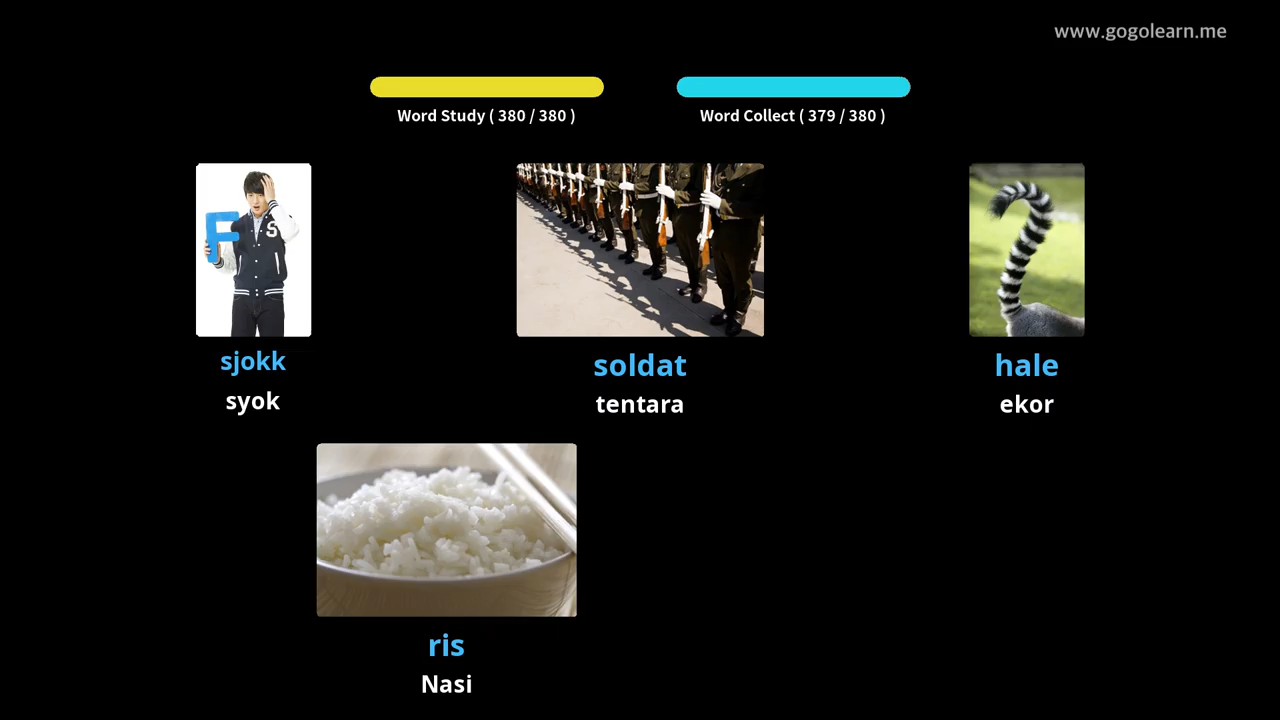 www.gogolearn.me
Word Study ( 380 / 380 )
Word Collect ( 379 / 380 )
F
S
sjokk
syok
soldat
tentara
hale
ekor
ris
Nasi